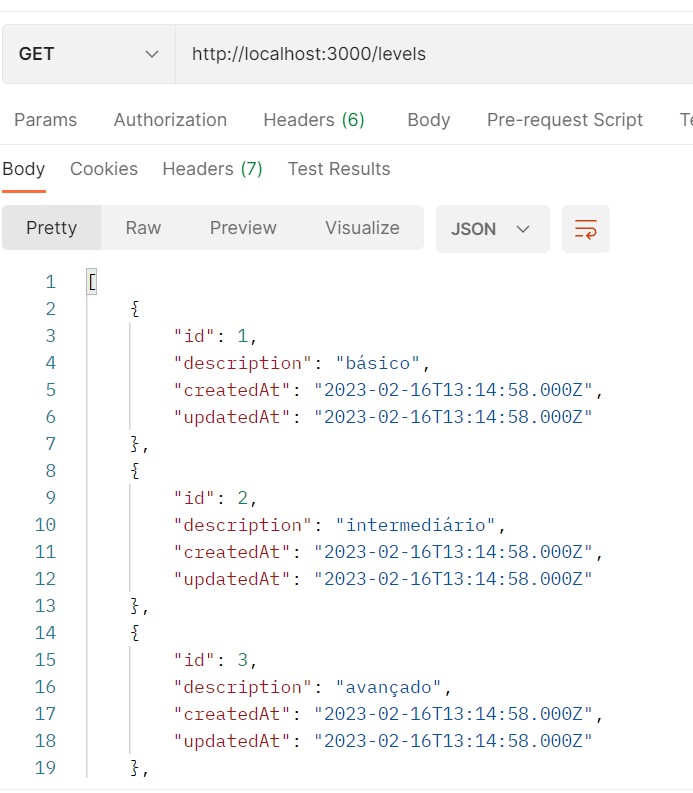 GET http://localhost:3000/levels
Params Authorization Headers (6) Body Pre-request Script
Body Cookies Headers (7) Test Results
Pretty Raw Preview Visualize JSON
1 [
2 {
3 "id": 1,
4 "description": "básico",
5 "createdAt": "2023-02-16T13:14:58.000Z",
6 "updatedAt": "2023-02-16T13:14:58.000Z"
7 },
8 {
9 "id": 2,
10 "description": "intermediário",
11 "createdAt": "2023-02-16T13:14:58.000Z",
12 "updatedAt": "2023-02-16T13:14:58.000Z"
13 },
14 {
15 "id": 3,
16 "description": "avançado",
17 "createdAt": "2023-02-16T13:14:58.000Z",
18 "updatedAt": "2023-02-16T13:14:58.000Z"
19 },